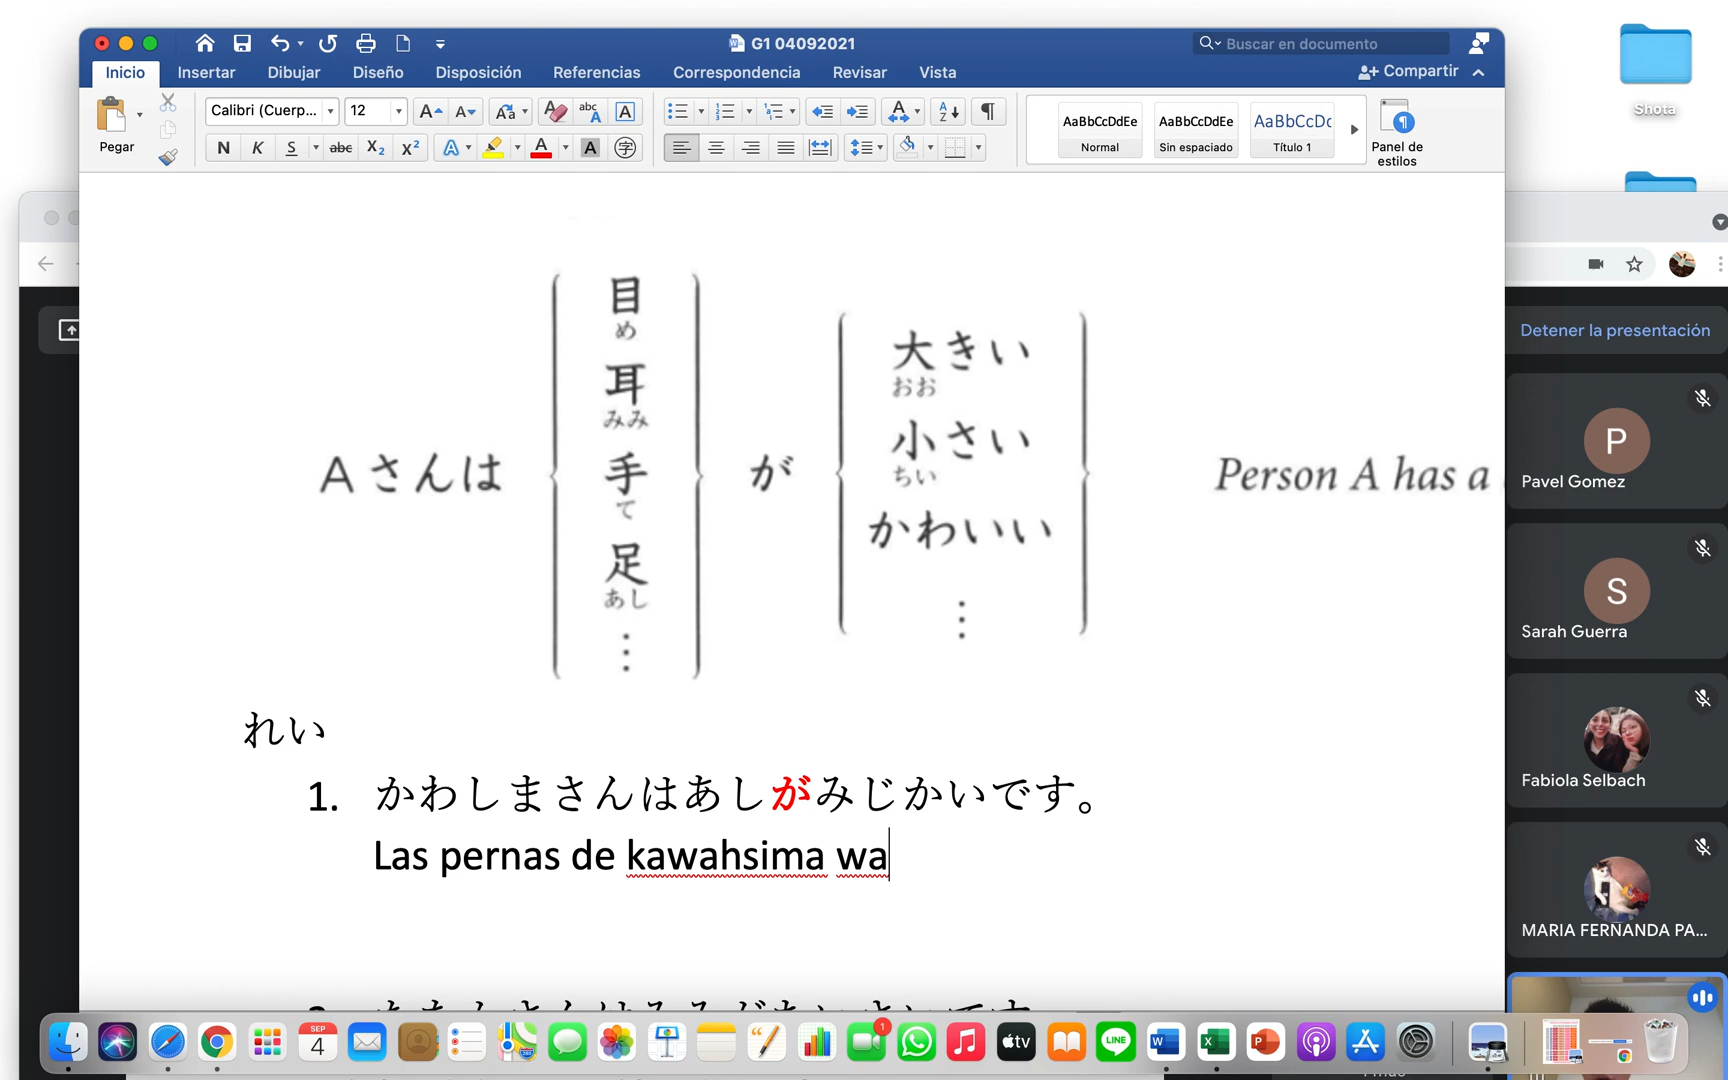 G1 04092021
Buscar en documento
Shota
Inicio
Insertar
Dibujar
Diseño
Disposición
Referencias
Correspondencia
Revisar
Vista
Compartir
Pegar
Calibri (Cuerp...
12
AaBbCcDdEe
Normal
AaBbCcDdEe
Sin espaciado
AaBbCcDc
Título 1
Panel de
estilos
目
め
耳
みみ
手
て
足
あし
⋮
Aさんは
が
大きい
おお
小さい
ちい
かわいい
⋮
Person A has a
れい
1. かわしまさんはあしがみじかいです。
Las pernas de kawahsima wa
Detener la presentación
P
Pavel Gomez
S
Sarah Guerra
Fabiola Selbach
MARIA FERNANDA PA...
SEP
4
1
tv
LINE